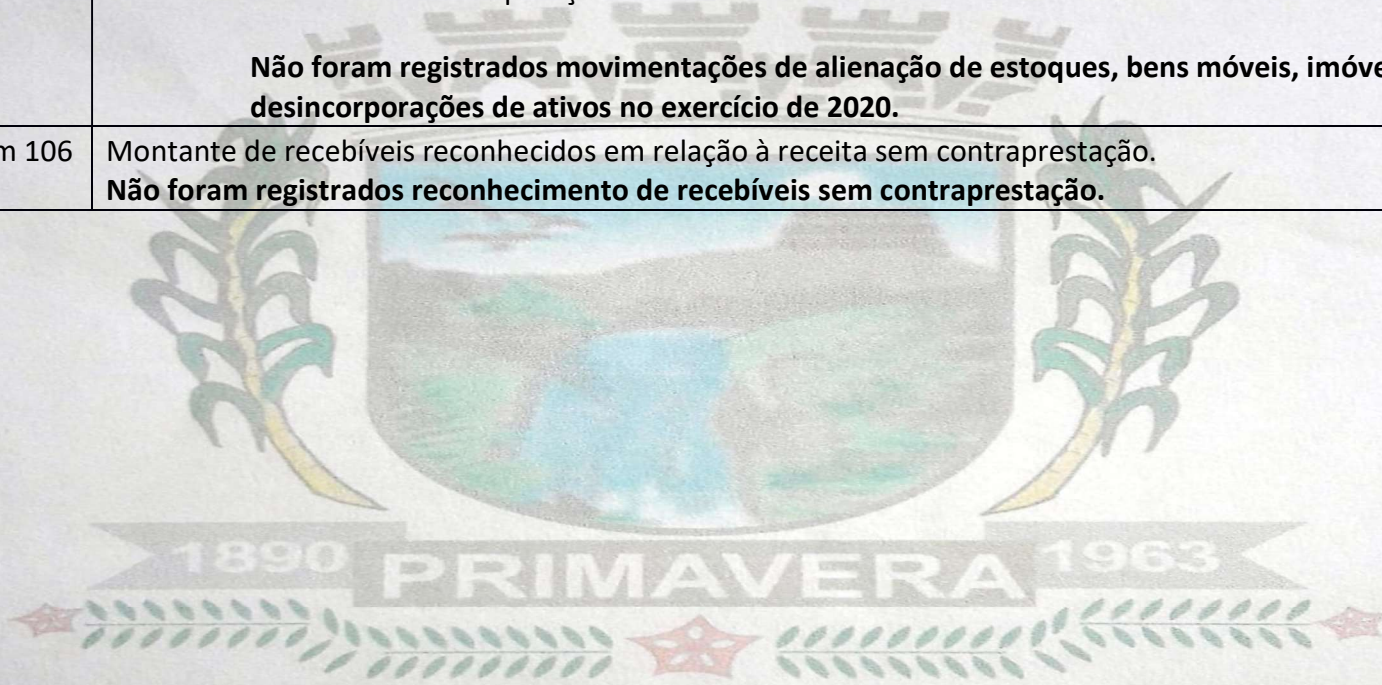 Não foram registrados movimentações de alienação de estoques, bens móveis,
desincorporações de ativos no exercício de 2020.
106
Montante de recebíveis reconhecidos em relação à receita sem contraprestação.
Não foram registrados reconhecimento de recebíveis sem contraprestação.
1890 PRIMAVERA 1963